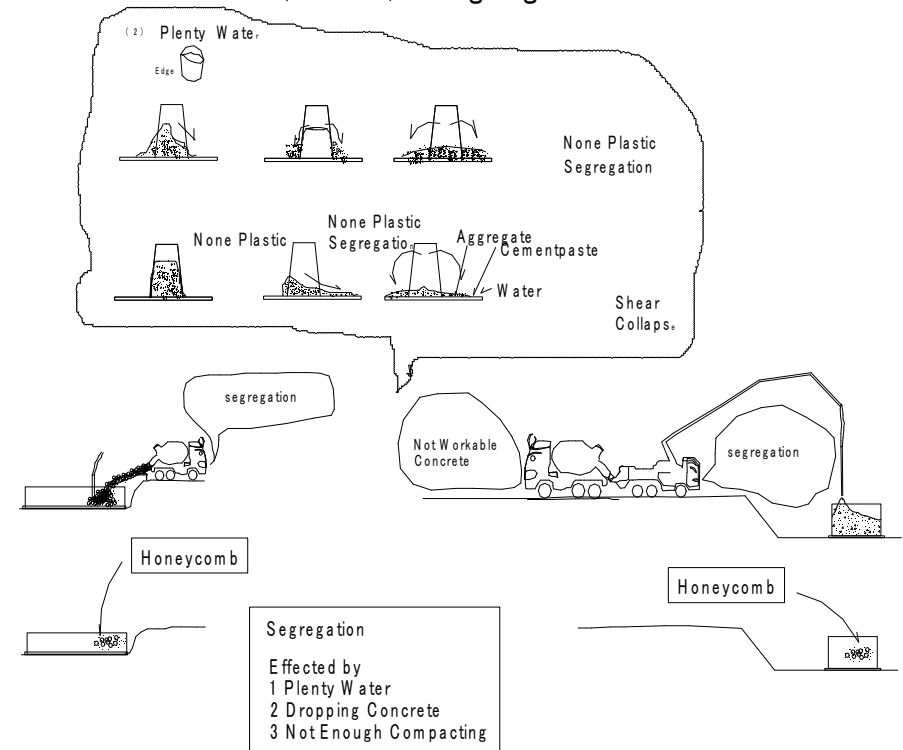 (2) Plenty Water
Edge
None Plastic
Segregation
None Plastic
None Plastic
Segregation
Aggregate
Cementpaste
Water
Shear
Collapse
segregation
Not Workable
Concrete
segregation
Honeycomb
Honeycomb
Segregation
Effected by
1 Plenty Water
2 Dropping Concrete
3 Not Enough Compacting